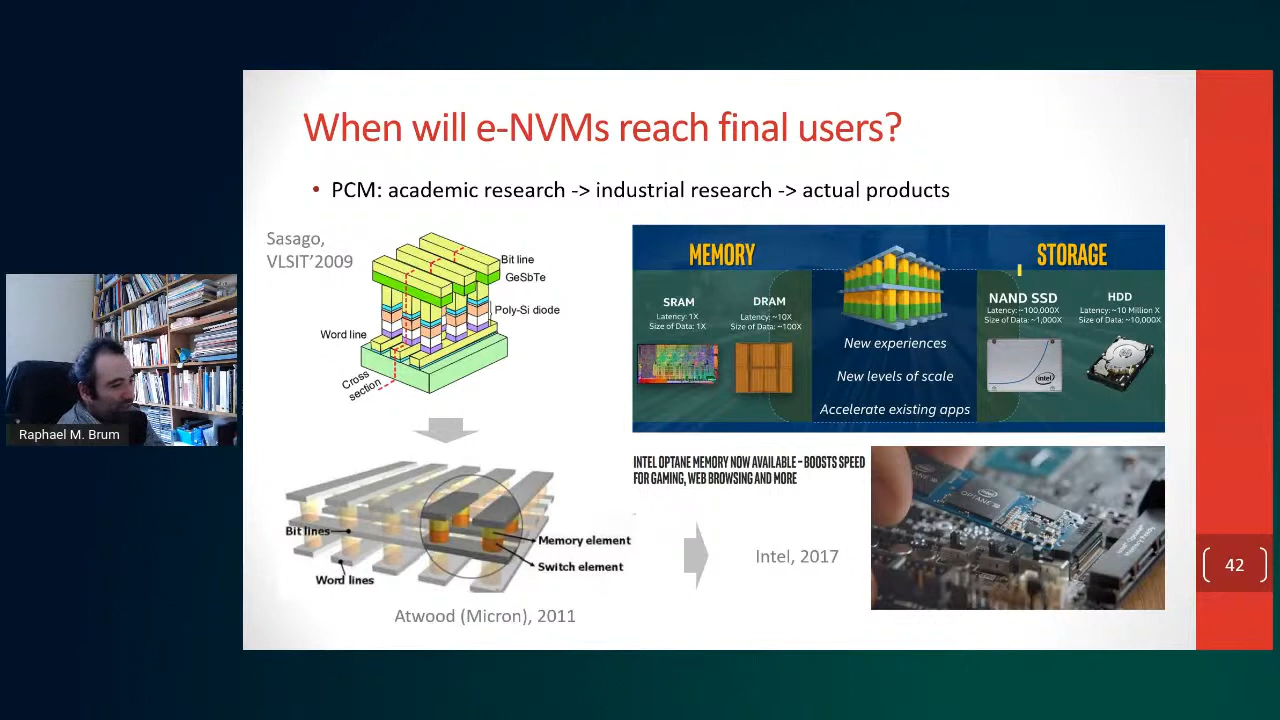 When will e-NVMs reach final users?
• PCM: academic research -> industrial research -> actual products
Sasago,
VLSIT'2009
Bit line
GeSbTe
Poly-Si diode
Word line
Cross
section
MEMORY
STORAGE
SRAM
Latency: 1X
Size of Data: 1X
DRAM
Latency: ~10X
Size of Data: ~100X
New experiences
New levels of scale
Accelerate existing apps
NAND SSD
Latency: ~100,000X
Size of Data: ~1,000X
HDD
Latency: ~10 Million X
Size of Data: ~10,000X
intel
Raphael M. Brum
Bit lines
Word lines
Memory element
Switch element
Atwood (Micron), 2011
INTEL OPTANE MEMORY NOW AVAILABLE – BOOSTS SPEED
FOR GAMING, WEB BROWSING AND MORE
Intel, 2017
OPTANE
intel
42